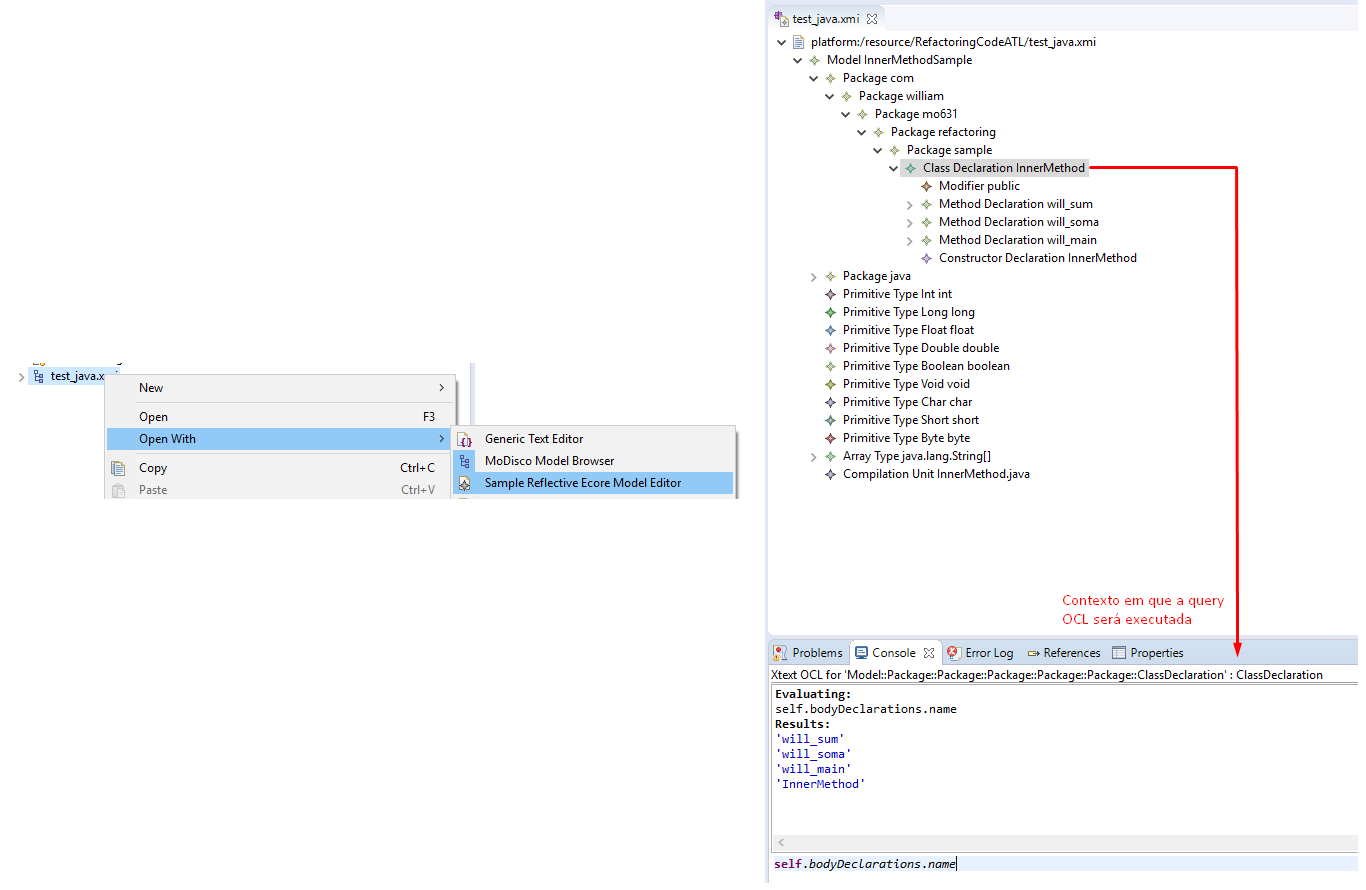 test_java.x
New
Open F3
Open With
Copy Ctrl+C
Paste Ctrl+V
Generic Text Editor
MoDisco Model Browser
Sample Reflective Ecore Model Editor
test_java.xmi
platform:/resource/RefactoringCodeATL/test_java.xmi
Model InnerMethodSample
Package com
Package william
Package mo631
Package refactoring
Package sample
Class Declaration InnerMethod
Modifier public
Method Declaration will_sum
Method Declaration will_soma
Method Declaration will_main
Constructor Declaration InnerMethod
Package java
Primitive Type Int int
Primitive Type Long long
Primitive Type Float float
Primitive Type Double double
Primitive Type Boolean boolean
Primitive Type Void void
Primitive Type Char char
Primitive Type Short short
Primitive Type Byte byte
Array Type java.lang.String[]
Compilation Unit InnerMethod.java
Contexto em que a query
OCL será executada
Problems Console Error Log References Properties
Xtext OCL for 'Model::Package::Package::Package::Package::Package::ClassDeclaration' : ClassDeclaration
Evaluating:
self.bodyDeclarations.name
Results:
'will_sum'
'will_soma'
'will_main'
'InnerMethod'
self.bodyDeclarations.name